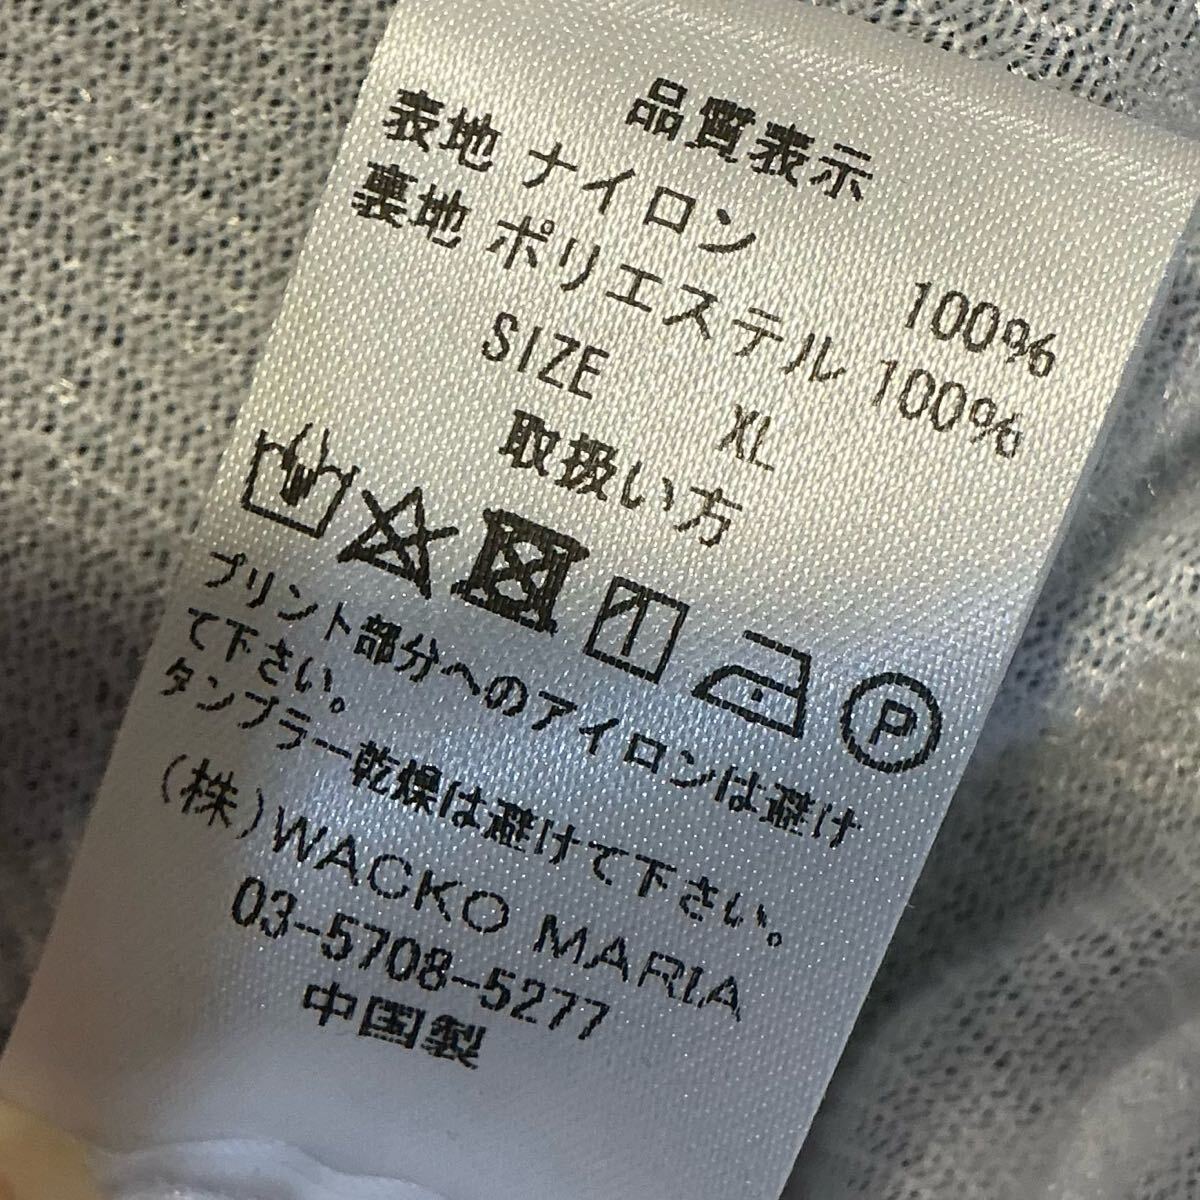 品質表示
表地 ナイロン 100%
裏地 ポリエステル 100%
SIZE XL
取扱い方
P
プリント部分へのアイロンは避け
て下さい。
タンブラー乾燥は避けて下さい。
(株)WACKO MARIA
03-5708-5277
中国製